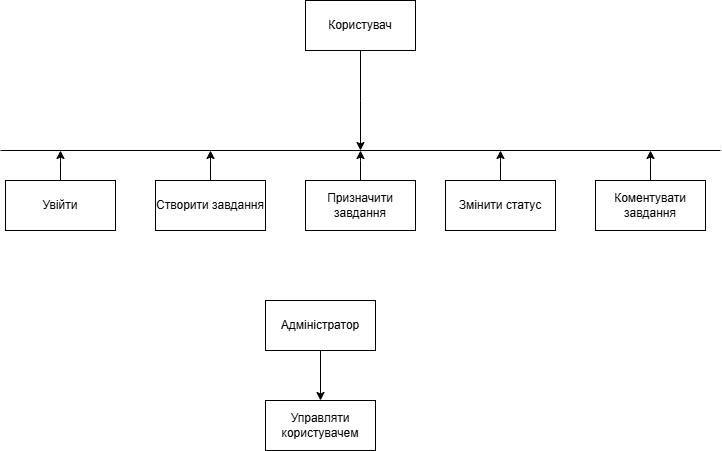 Користувач
Увійти
Створити завдання
Призначити
завдання
Змінити статус
Коментувати
завдання
Адміністратор
Управляти
користувачем